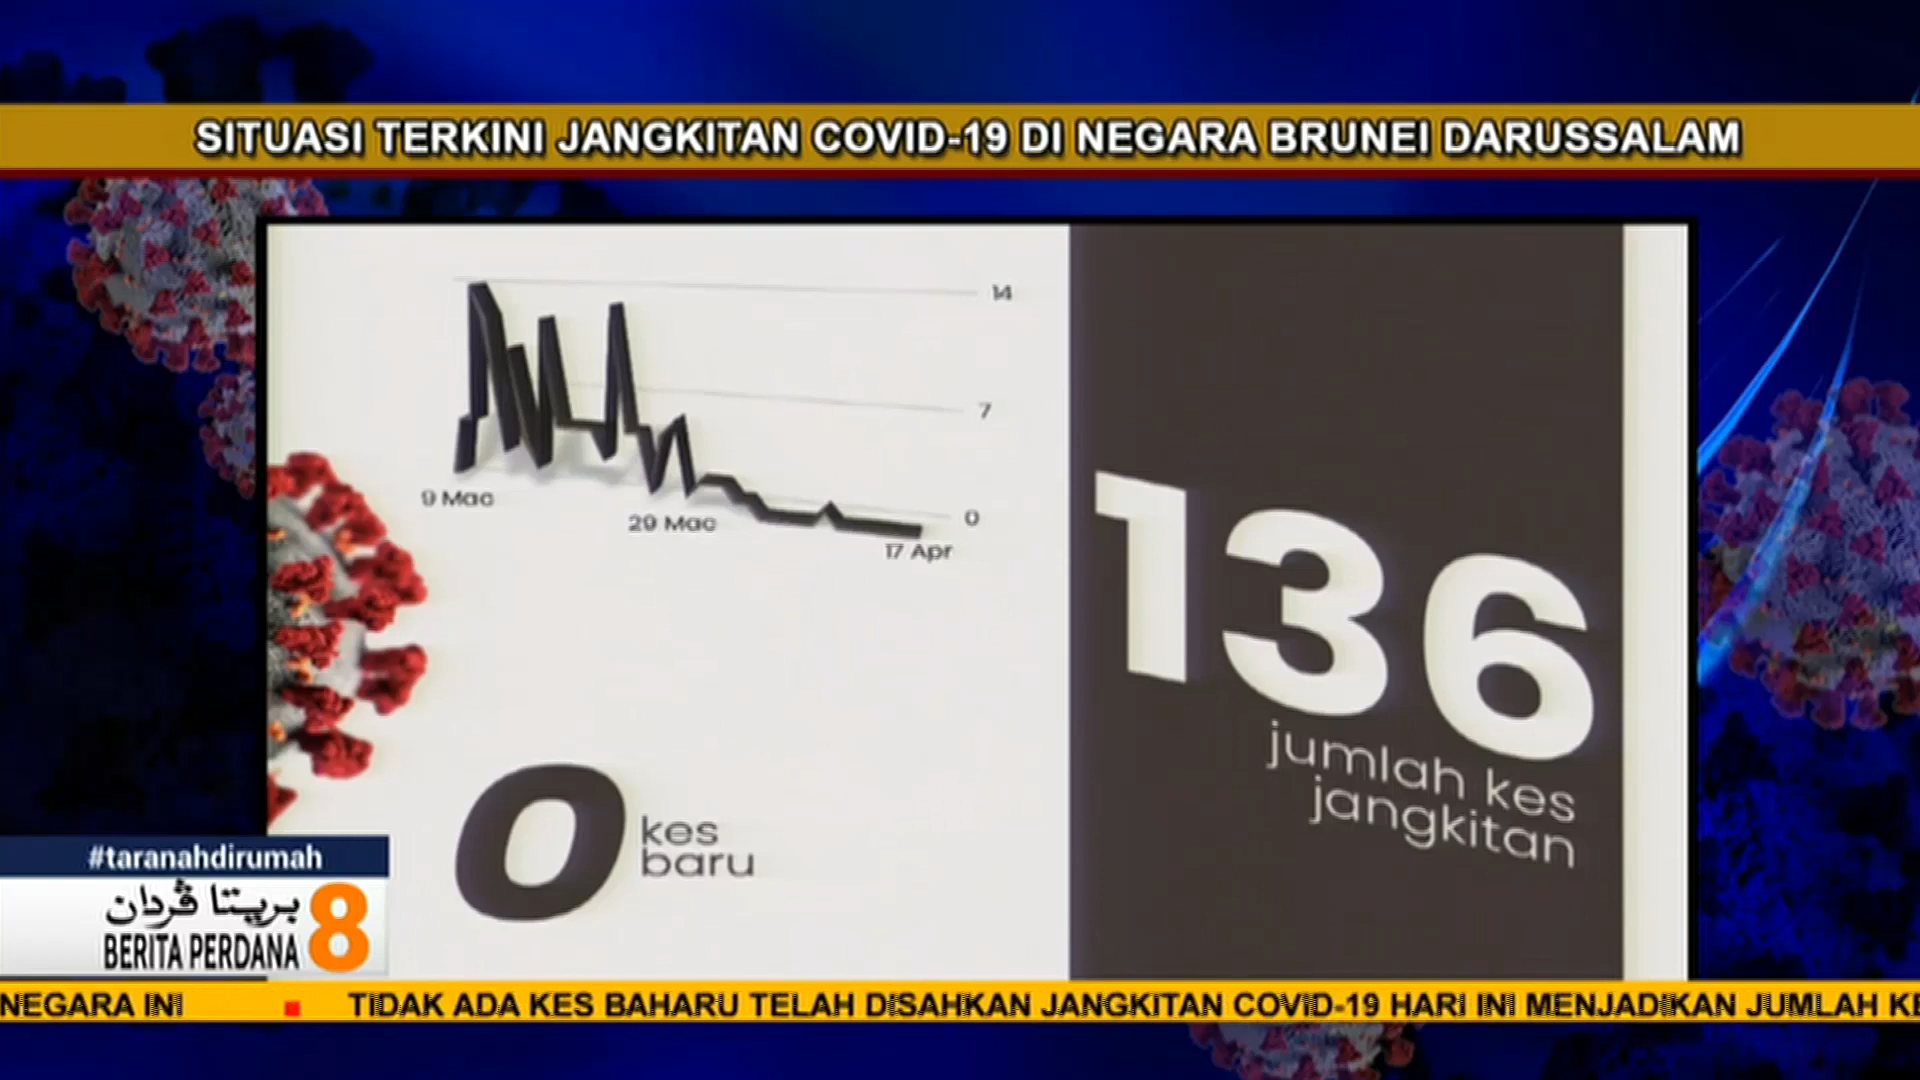 SITUASI TERKINI JANGKITAN COVID-19 DI NEGARA BRUNEI DARUSSALAM
14
7
0
9 Mac
29 Mac
17 Apr
136
jumlah kes
jangkitan
0
kes
baru
#taranahdirumah
بريتا ڤردان
BERITA PERDANA
8
NEGARA INI ▪ TIDAK ADA KES BAHARU TELAH DISAHKAN JANGKITAN COVID-19 HARI INI MENJADIKAN JUMLAH KE